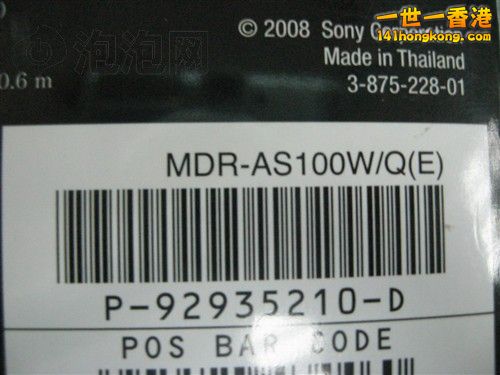 一世一香港
141hongkong.com
© 2008 Sony Corporation
泡泡网
Made in Thailand
0.6 m
3-875-228-01
MDR-AS100W/Q(E)
P-92935210-D
POS BAR CODE